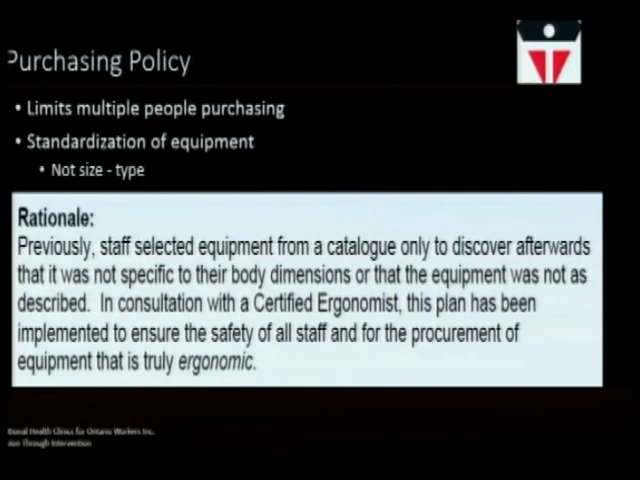 Purchasing Policy
• Limits multiple people purchasing
• Standardization of equipment
• Not size - type
Rationale:
Previously, staff selected equipment from a catalogue only to discover afterwards
that it was not specific to their body dimensions or that the equipment was not as
described. In consultation with a Certified Ergonomist, this plan has been
implemented to ensure the safety of all staff and for the procurement of
equipment that is truly ergonomic.
tional Health Clinics for Ontario Workers Inc.
tion Through Intervention